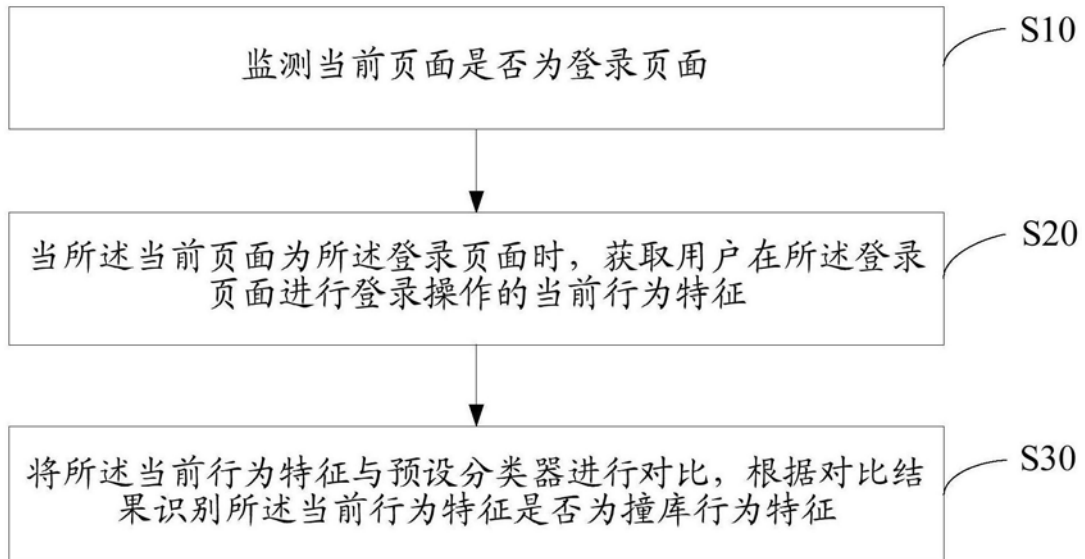 监测当前页面是否为登录页面
S10
当所述当前页面为所述登录页面时，获取用户在所述登录
页面进行登录操作的当前行为特征
S20
将所述当前行为特征与预设分类器进行对比，根据对比结
果识别所述当前行为特征是否为撞库行为特征
S30